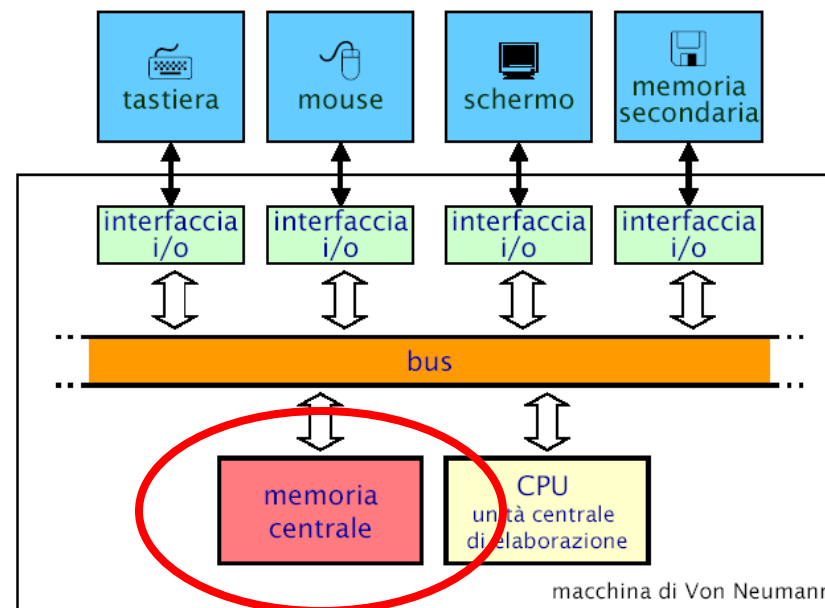 tastiera
mouse
schermo
memoria
secondaria
interfaccia
i/o
interfaccia
i/o
interfaccia
i/o
interfaccia
i/o
bus
memoria
centrale
CPU
unità centrale
di elaborazione
macchina di Von Neumann